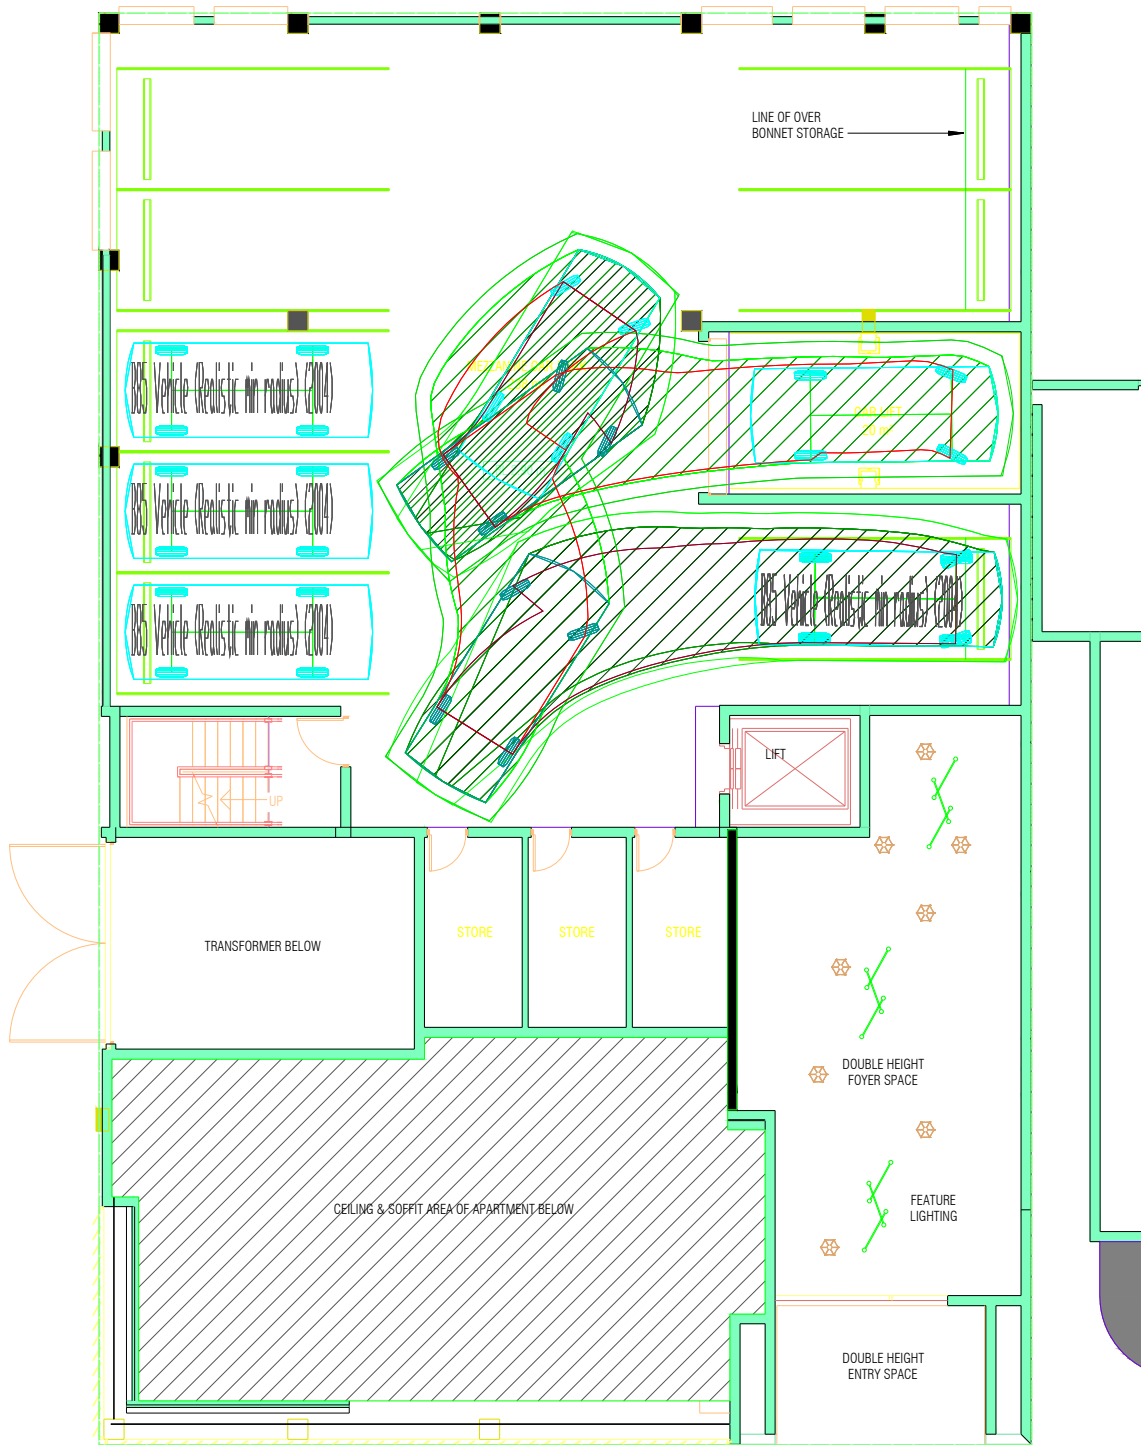 LINE OF OVER
BONNET STORAGE
B85 Vehicle (Realistic min radius) (2004)
B85 Vehicle (Realistic min radius) (2004)
B85 Vehicle (Realistic min radius) (2004)
B85 Vehicle (Realistic min radius) (2004)
LIFT
UP
TRANSFORMER BELOW
STORE
STORE
STORE
DOUBLE HEIGHT
FOYER SPACE
CEILING & SOFFIT AREA OF APARTMENT BELOW
FEATURE
LIGHTING
DOUBLE HEIGHT
ENTRY SPACE